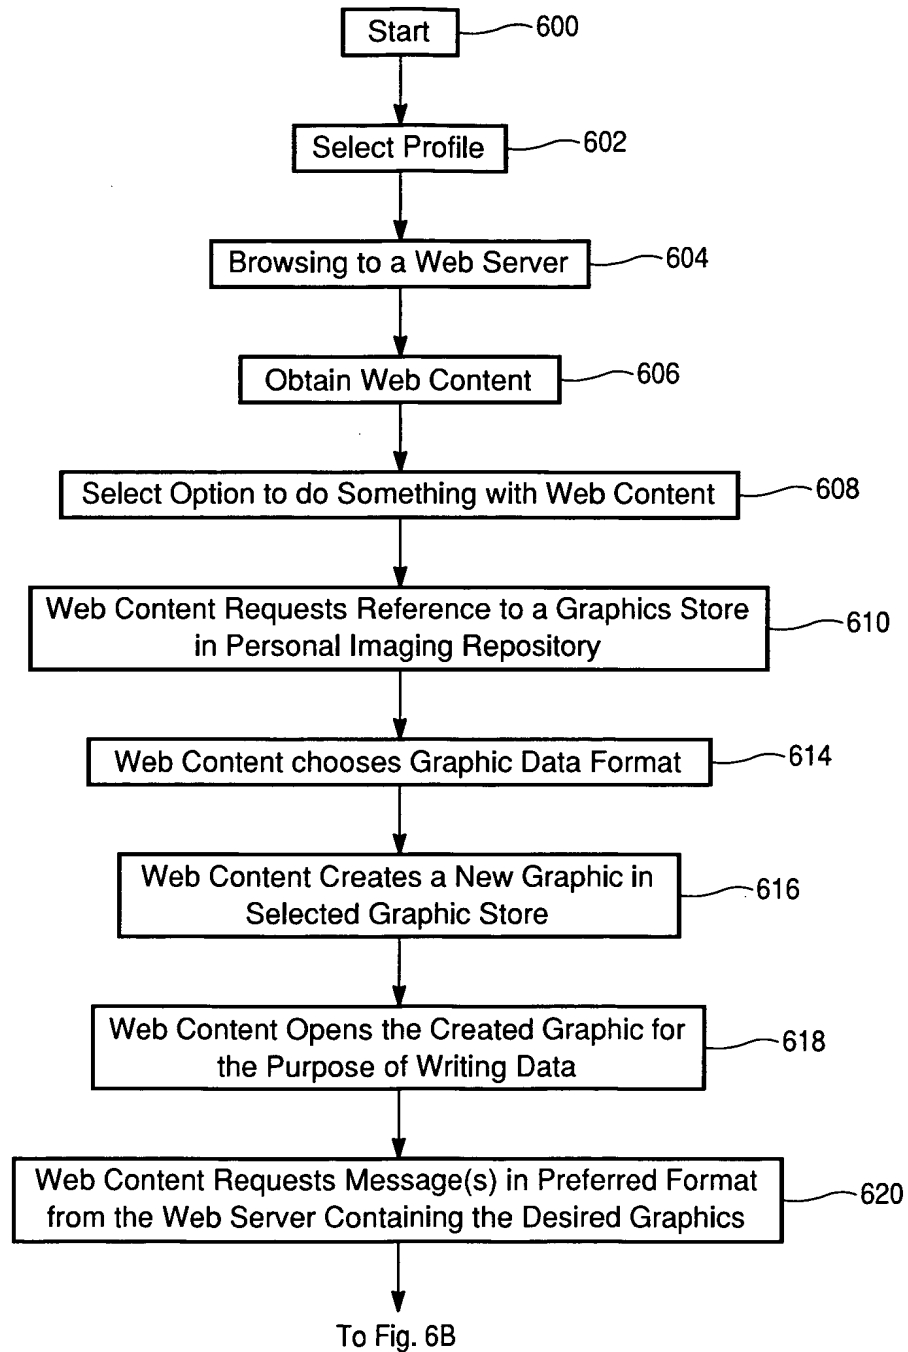 Start
600
Select Profile
602
Browsing to a Web Server
604
Obtain Web Content
606
Select Option to do Something with Web Content
608
Web Content Requests Reference to a Graphics Store
in Personal Imaging Repository
610
Web Content chooses Graphic Data Format
614
Web Content Creates a New Graphic in
Selected Graphic Store
616
Web Content Opens the Created Graphic for
the Purpose of Writing Data
618
Web Content Requests Message(s) in Preferred Format
from the Web Server Containing the Desired Graphics
620
To Fig. 6B